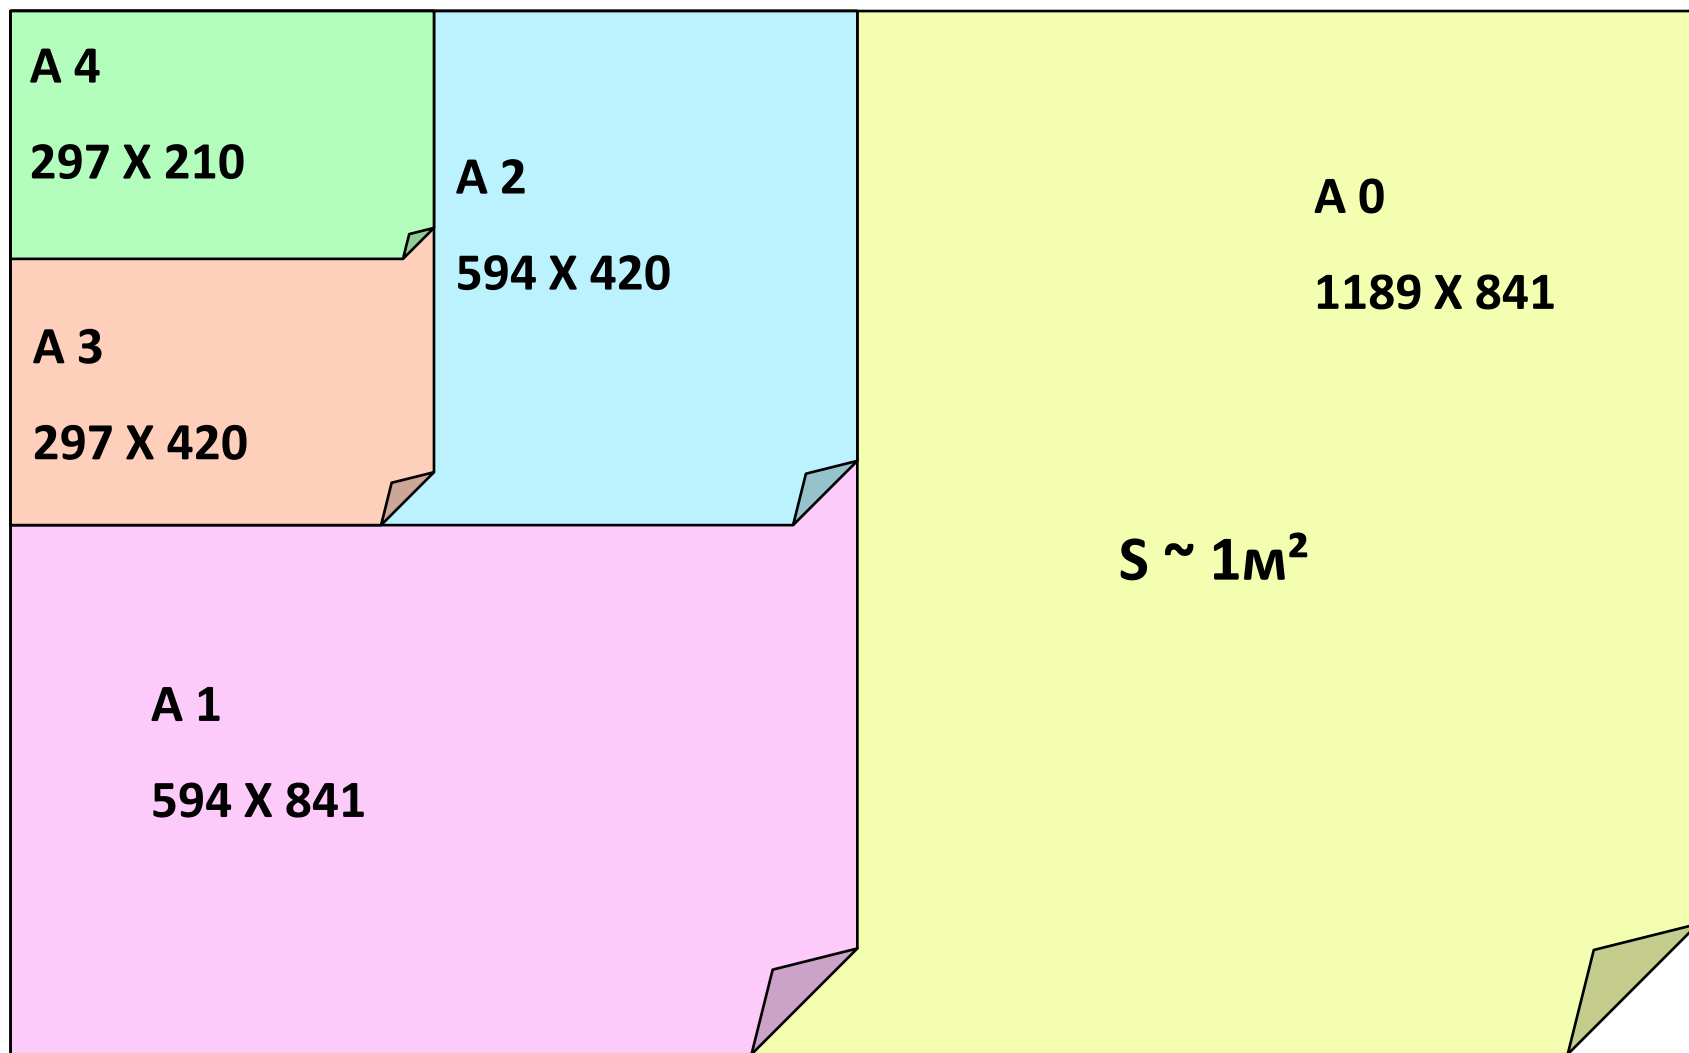 А 4
297 Х 210
А 3
297 Х 420
А 2
594 Х 420
А 1
594 Х 841
А 0
1189 Х 841
S ~ 1м²